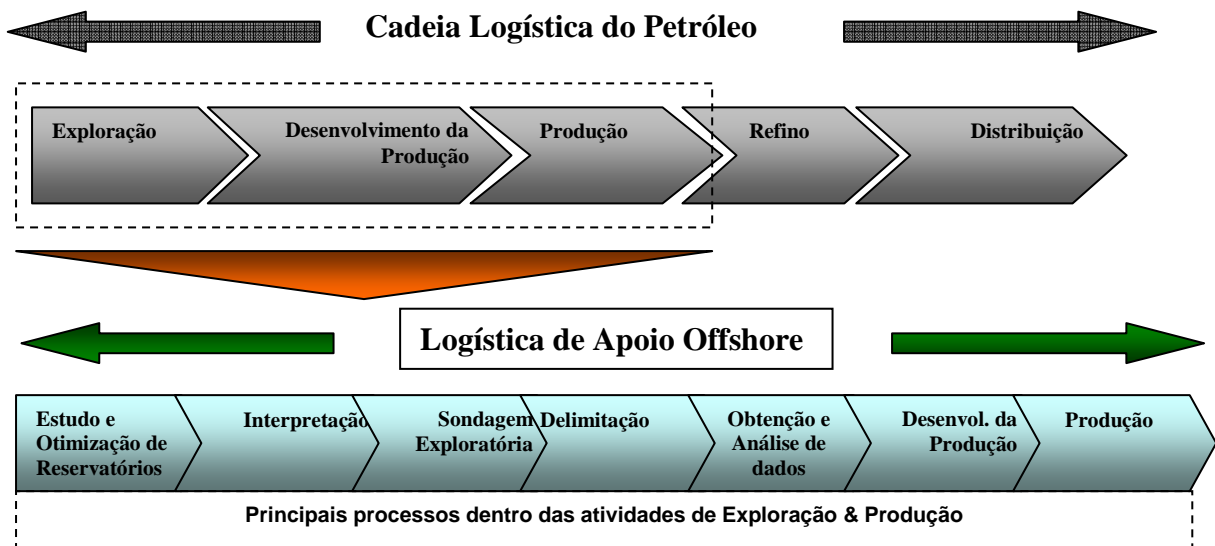 Cadeia Logística do Petróleo
Exploração
Desenvolvimento da
Produção
Produção
Refino
Distribuição
Logística de Apoio Offshore
Estudo e
Otimização de
Reservatórios
Interpretação
Sondagem
Exploratória
Delimitação
Obtenção e
Análise de
dados
Desenvol. da
Produção
Produção
Principais processos dentro das atividades de Exploração & Produção